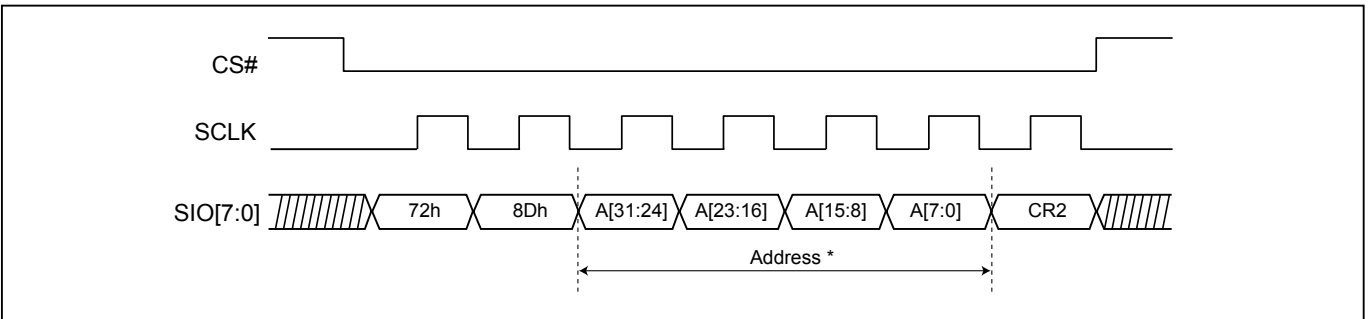 CS#
SCLK
SIO[7:0] 72h 8Dh A[31:24] A[23:16] A[15:8] A[7:0] CR2
Address *